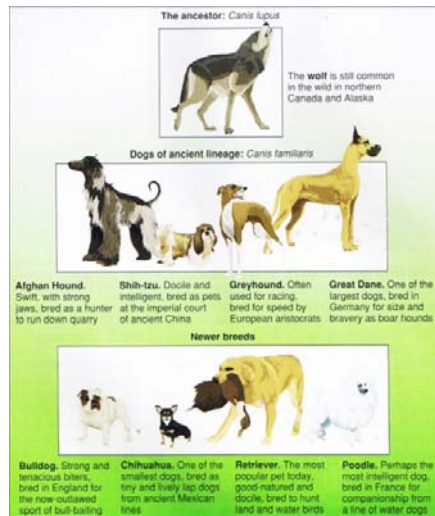 The ancestor: Canis lupus
The wolf is still common
in the wild in northern
Canada and Alaska
Dogs of ancient lineage: Canis familiaris
Afghan Hound.
Swift, with strong
jaws, bred as a hunter
to run down quarry
Shih-tzu. Docile and
intelligent, bred as pets
at the imperial court
of ancient China
Greyhound. Often
used for racing,
bred for speed by
European aristocrats
Great Dane. One of the
largest dogs, bred in
Germany for size and
bravery as boar hounds
Newer breeds
Bulldog. Strong and
tenacious biters,
bred in England for
the now-outlawed
sport of bull-baiting
Chihuahua. One of the
smallest dogs, bred as
tiny and lively lap dogs
from ancient Mexican
lines
Retriever. The most
popular pet today,
good-natured and
docile, bred to hunt
land and water birds
Poodle. Perhaps the
most intelligent dog,
bred in France for
companionship from
a line of water dogs